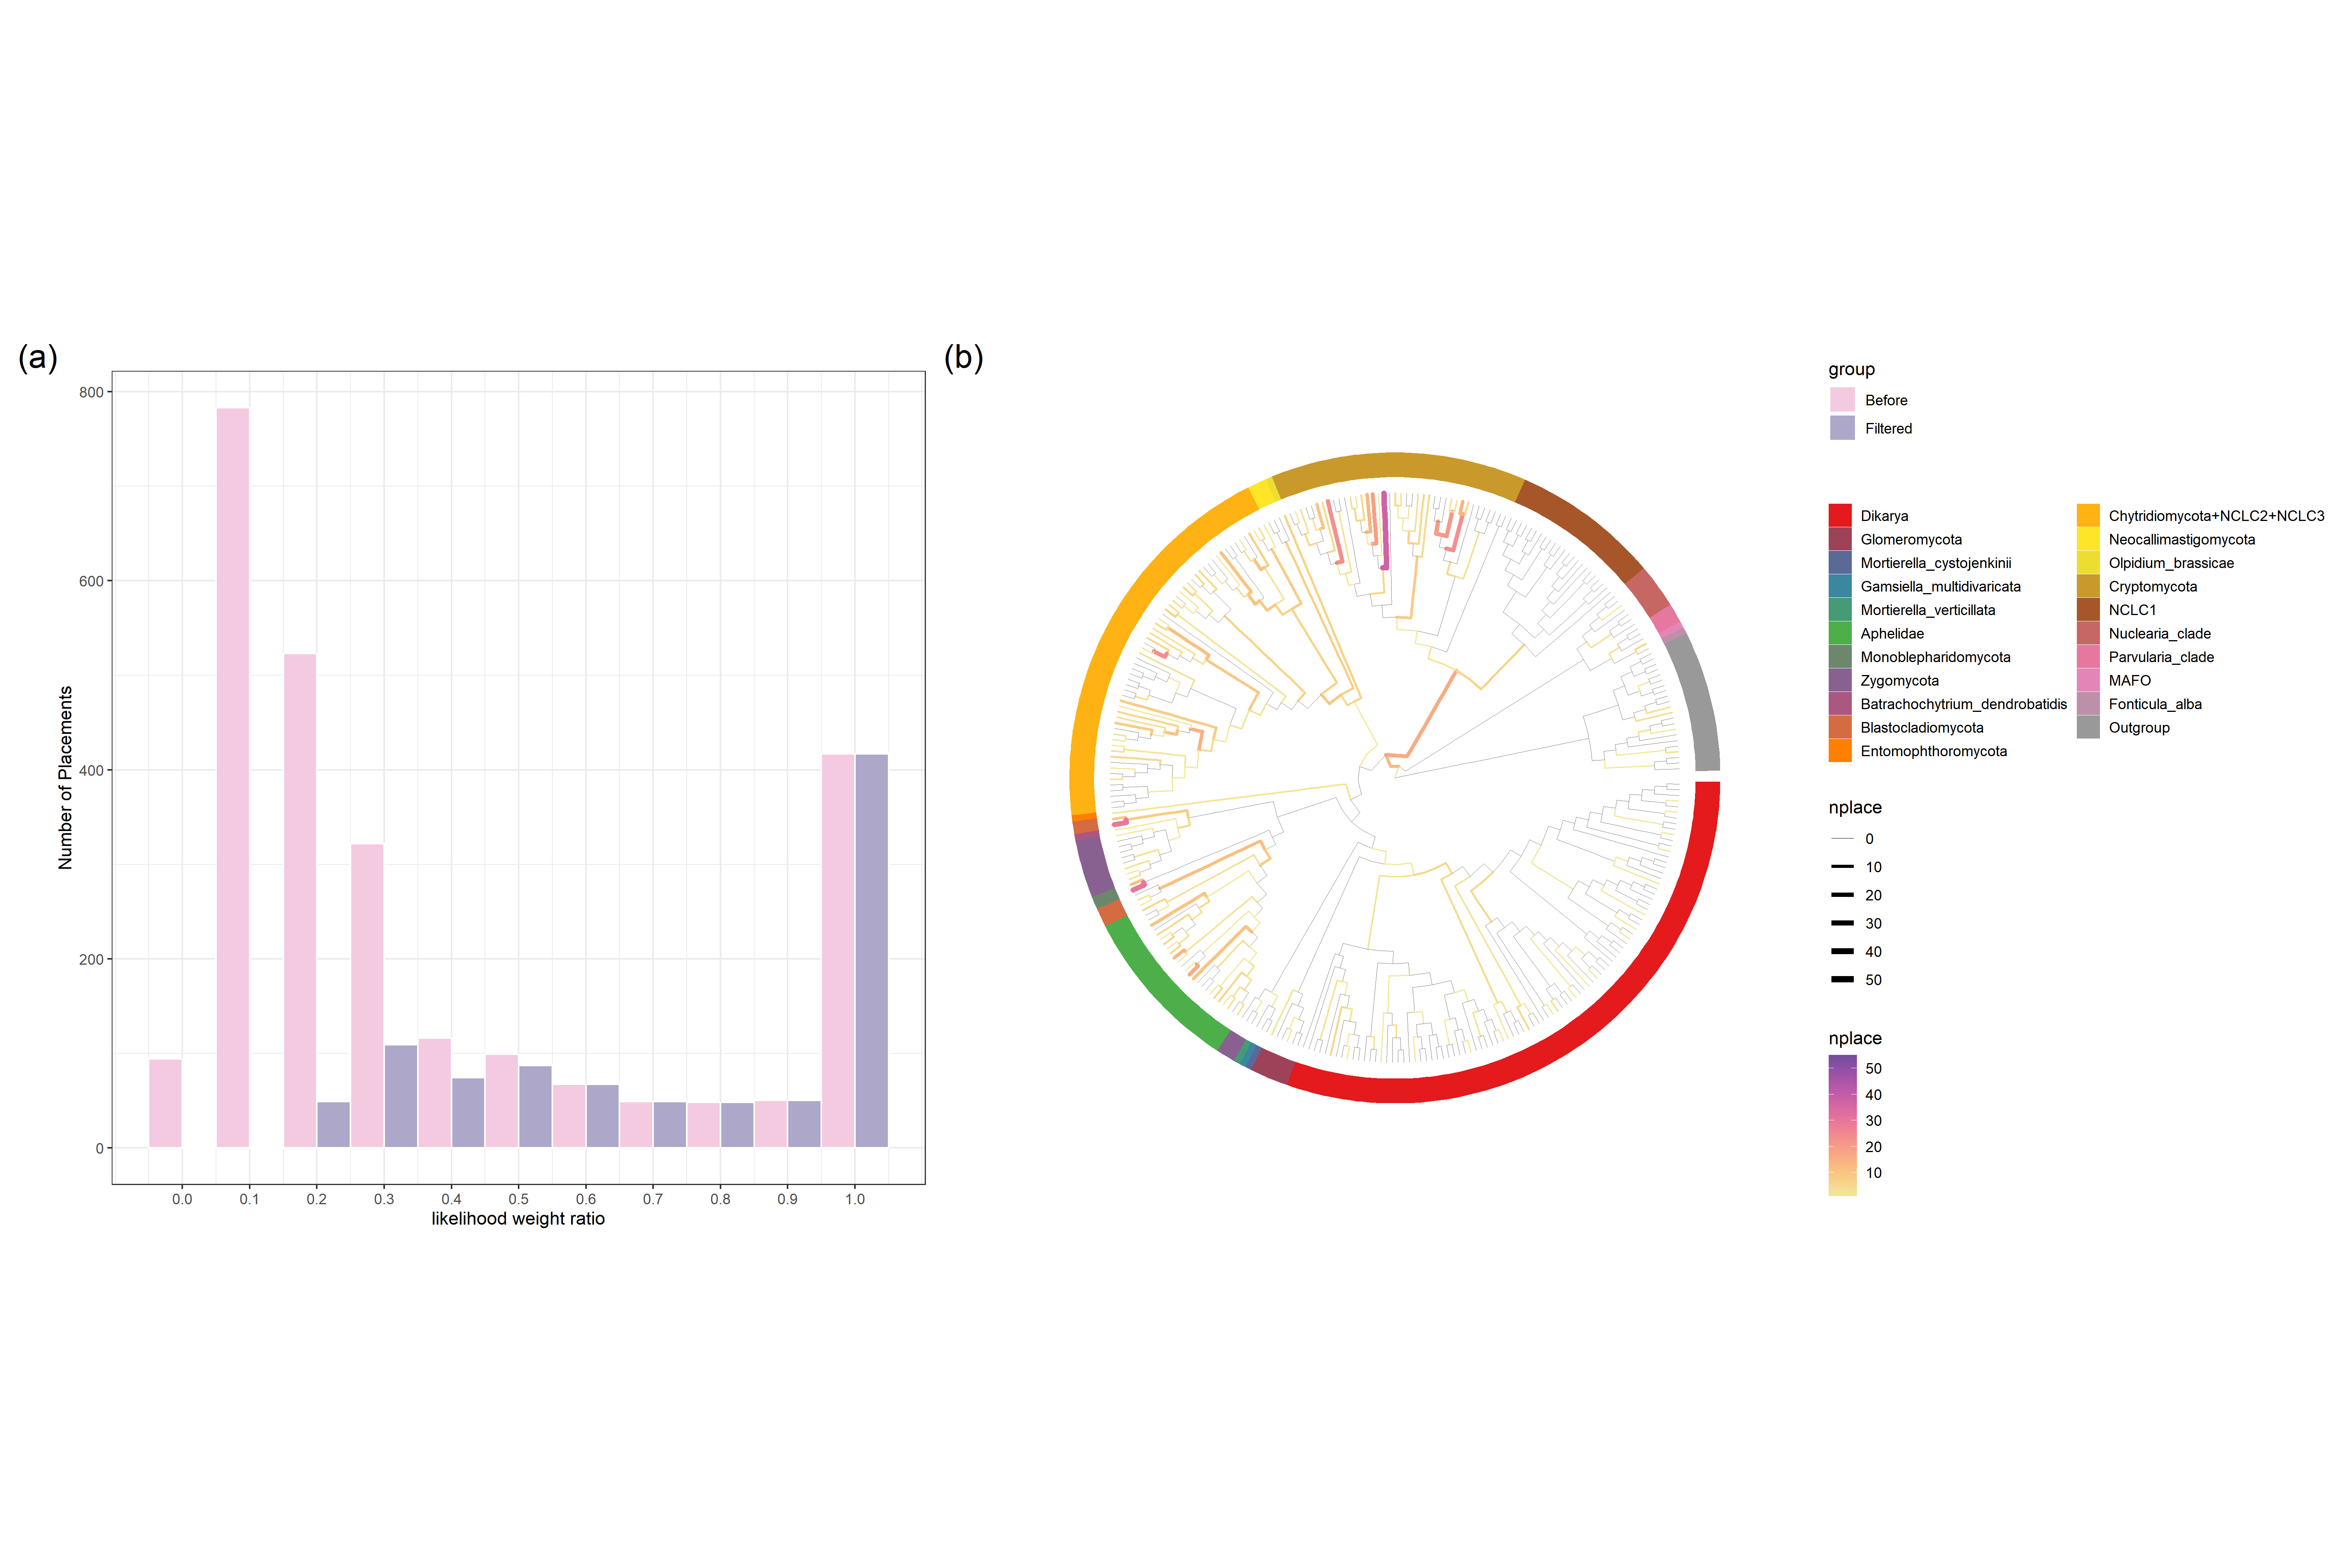 (a)
800
600
400
200
0
Number of Placements
0.0 0.1 0.2 0.3 0.4 0.5 0.6 0.7 0.8 0.9 1.0
likelihood weight ratio
(b)
group
Before
Filtered
Dikarya
Glomeromycota
Mortierella_cystojenkinii
Gamsiella_multidivaricata
Mortierella_verticillata
Aphelidae
Monoblepharidomycota
Zygomycota
Batrachochytrium_dendrobatidis
Blastocladiomycota
Entomophthoromycota
Chytridiomycota+NCLC2+NCLC3
Neocallimastigomycota
Olpidium_brassicae
Cryptomycota
NCLC1
Nuclearia_clade
Parvularia_clade
MAFO
Fonticula_alba
Outgroup
nplace
0
10
20
30
40
50
nplace
50
40
30
20
10